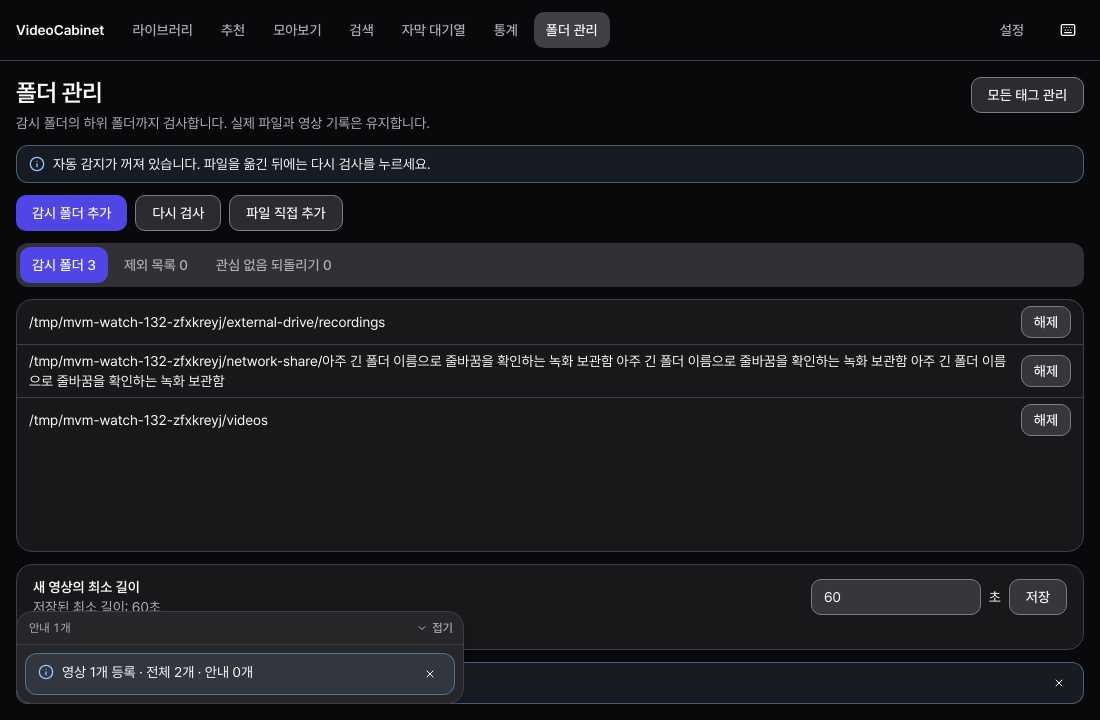 VideoCabinet 라이브러리 추천 모아보기 검색 자막 대기열 통계 폴더 관리 설정
폴더 관리
모든 태그 관리
감시 폴더의 하위 폴더까지 검사합니다. 실제 파일과 영상 기록은 유지합니다.
자동 감지가 꺼져 있습니다. 파일을 옮긴 뒤에는 다시 검사를 누르세요.
감시 폴더 추가 다시 검사 파일 직접 추가
감시 폴더 3 제외 목록 0 관심 없음 되돌리기 0
/tmp/mvm-watch-132-zfxkreyj/external-drive/recordings 해제
/tmp/mvm-watch-132-zfxkreyj/network-share/아주 긴 폴더 이름으로 줄바꿈을 확인하는 녹화 보관함 아주 긴 폴더 이름으로 줄바꿈을 확인하는 녹화 보관함 아주 긴 폴더 이름
으로 줄바꿈을 확인하는 녹화 보관함 해제
/tmp/mvm-watch-132-zfxkreyj/videos 해제
새 영상의 최소 길이
저장된 최소 길이: 60초
60 초 저장
안내 1개 접기
영상 1개 등록 · 전체 2개 · 안내 0개